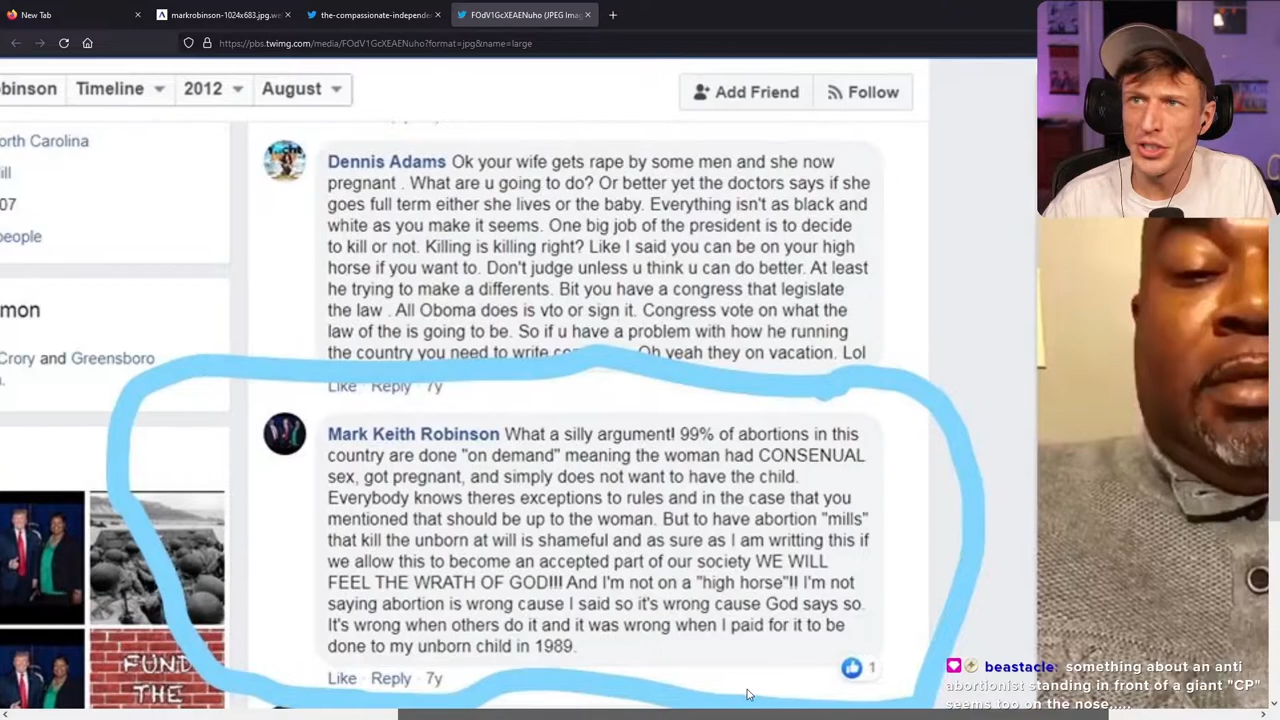 New Tab
markrobinson-1024x683.jpg.we
the-compassionate-independen
FOdV1GcXEAENuho (JPEG Imag
https://pbs.twimg.com/media/FOdV1GcXEAENuho?format=jpg&name=large
obinson Timeline 2012 August
Add Friend Follow
orth Carolina
ill
07
people
mon
Crory and Greensboro
FUND
THE
Dennis Adams Ok your wife gets rape by some men and she now
pregnant . What are u going to do? Or better yet the doctors says if she
goes full term either she lives or the baby. Everything isn't as black and
white as you make it seems. One big job of the president is to decide
to kill or not. Killing is killing right? Like I said you can be on your high
horse if you want to. Don't judge unless u think u can do better. At least
he trying to make a differents. Bit you have a congress that legislate
the law . All Oboma does is vto or sign it. Congress vote on what the
law of the is going to be. So if u have a problem with how he running
the country you need to write Oh yeah they on vacation. Lol
Like Reply 7y
Mark Keith Robinson What a silly argument! 99% of abortions in this
country are done "on demand" meaning the woman had CONSENUAL
sex, got pregnant, and simply does not want to have the child.
Everybody knows theres exceptions to rules and in the case that you
mentioned that should be up to the woman. But to have abortion "mills"
that kill the unborn at will is shameful and as sure as I am writting this if
we allow this to become an accepted part of our society WE WILL
FEEL THE WRATH OF GOD!!! And I'm not on a "high horse"!! I'm not
saying abortion is wrong cause I said so it's wrong cause God says so.
It's wrong when others do it and it was wrong when I paid for it to be
done to my unborn child in 1989.
1
Like Reply 7y
beastacle: something about an anti
abortionist standing in front of a giant "CP"
seems too on the nose.....